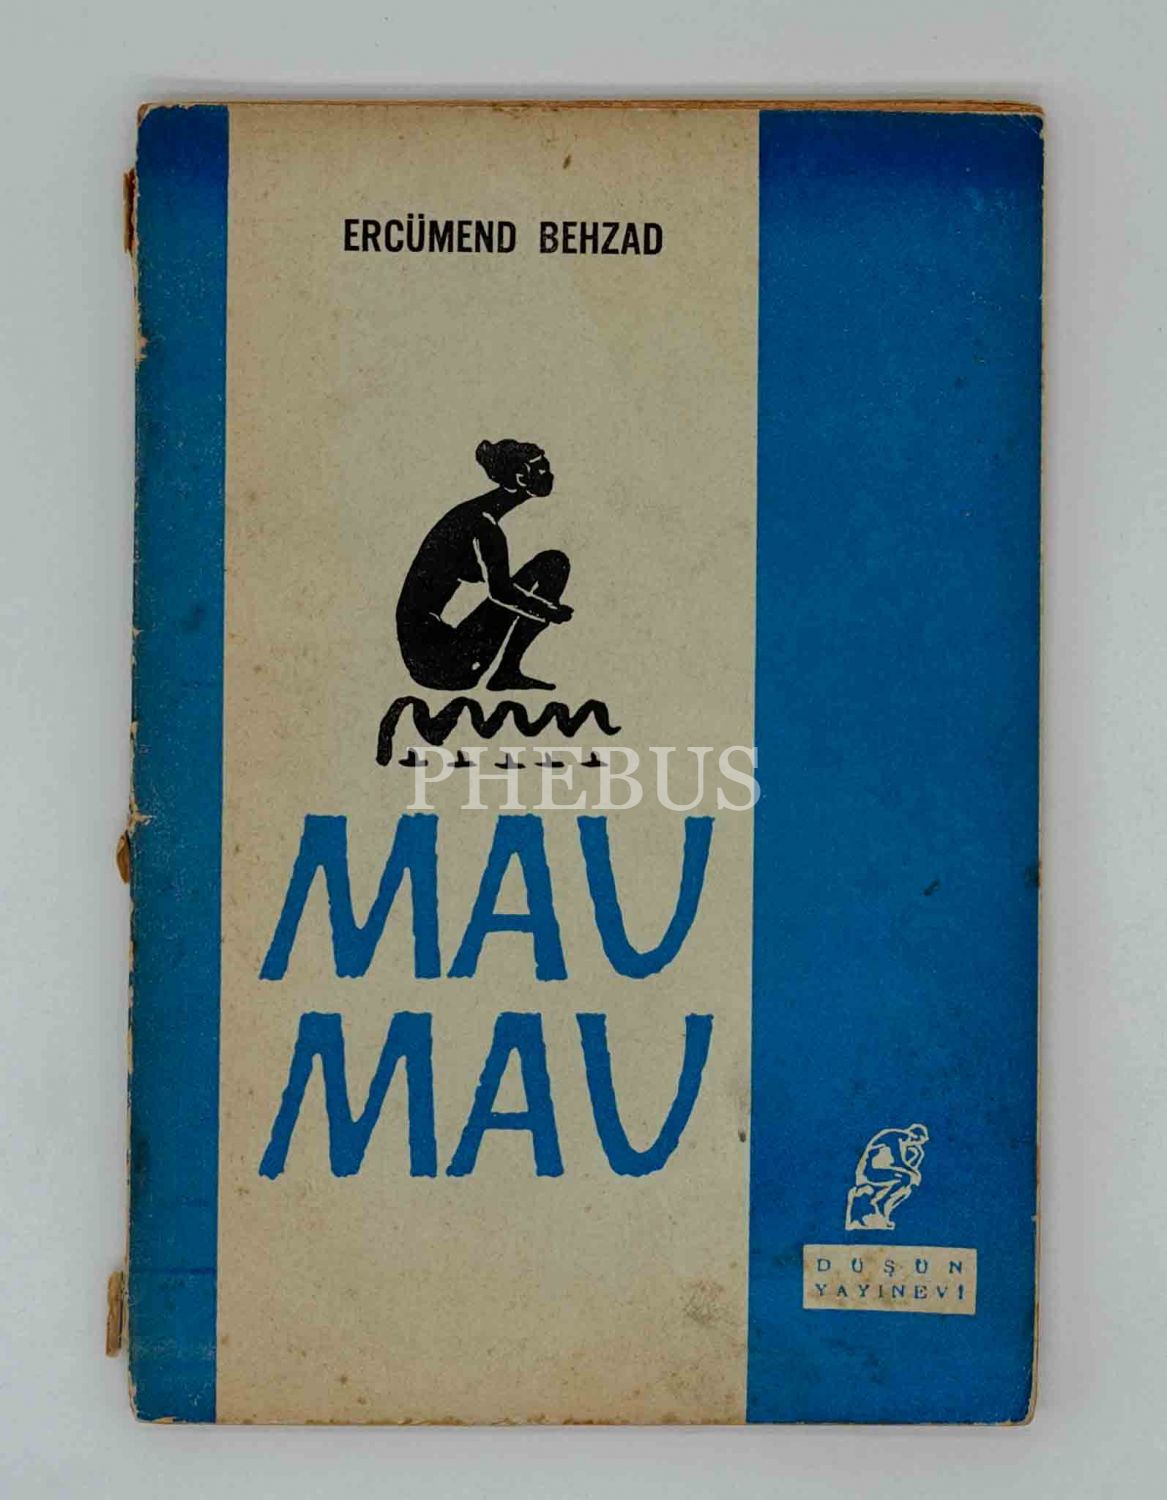 ERCÜMEND BEHZAD
PHEBUS
MAU
MAU
DÜŞÜN
YAYINEVİ